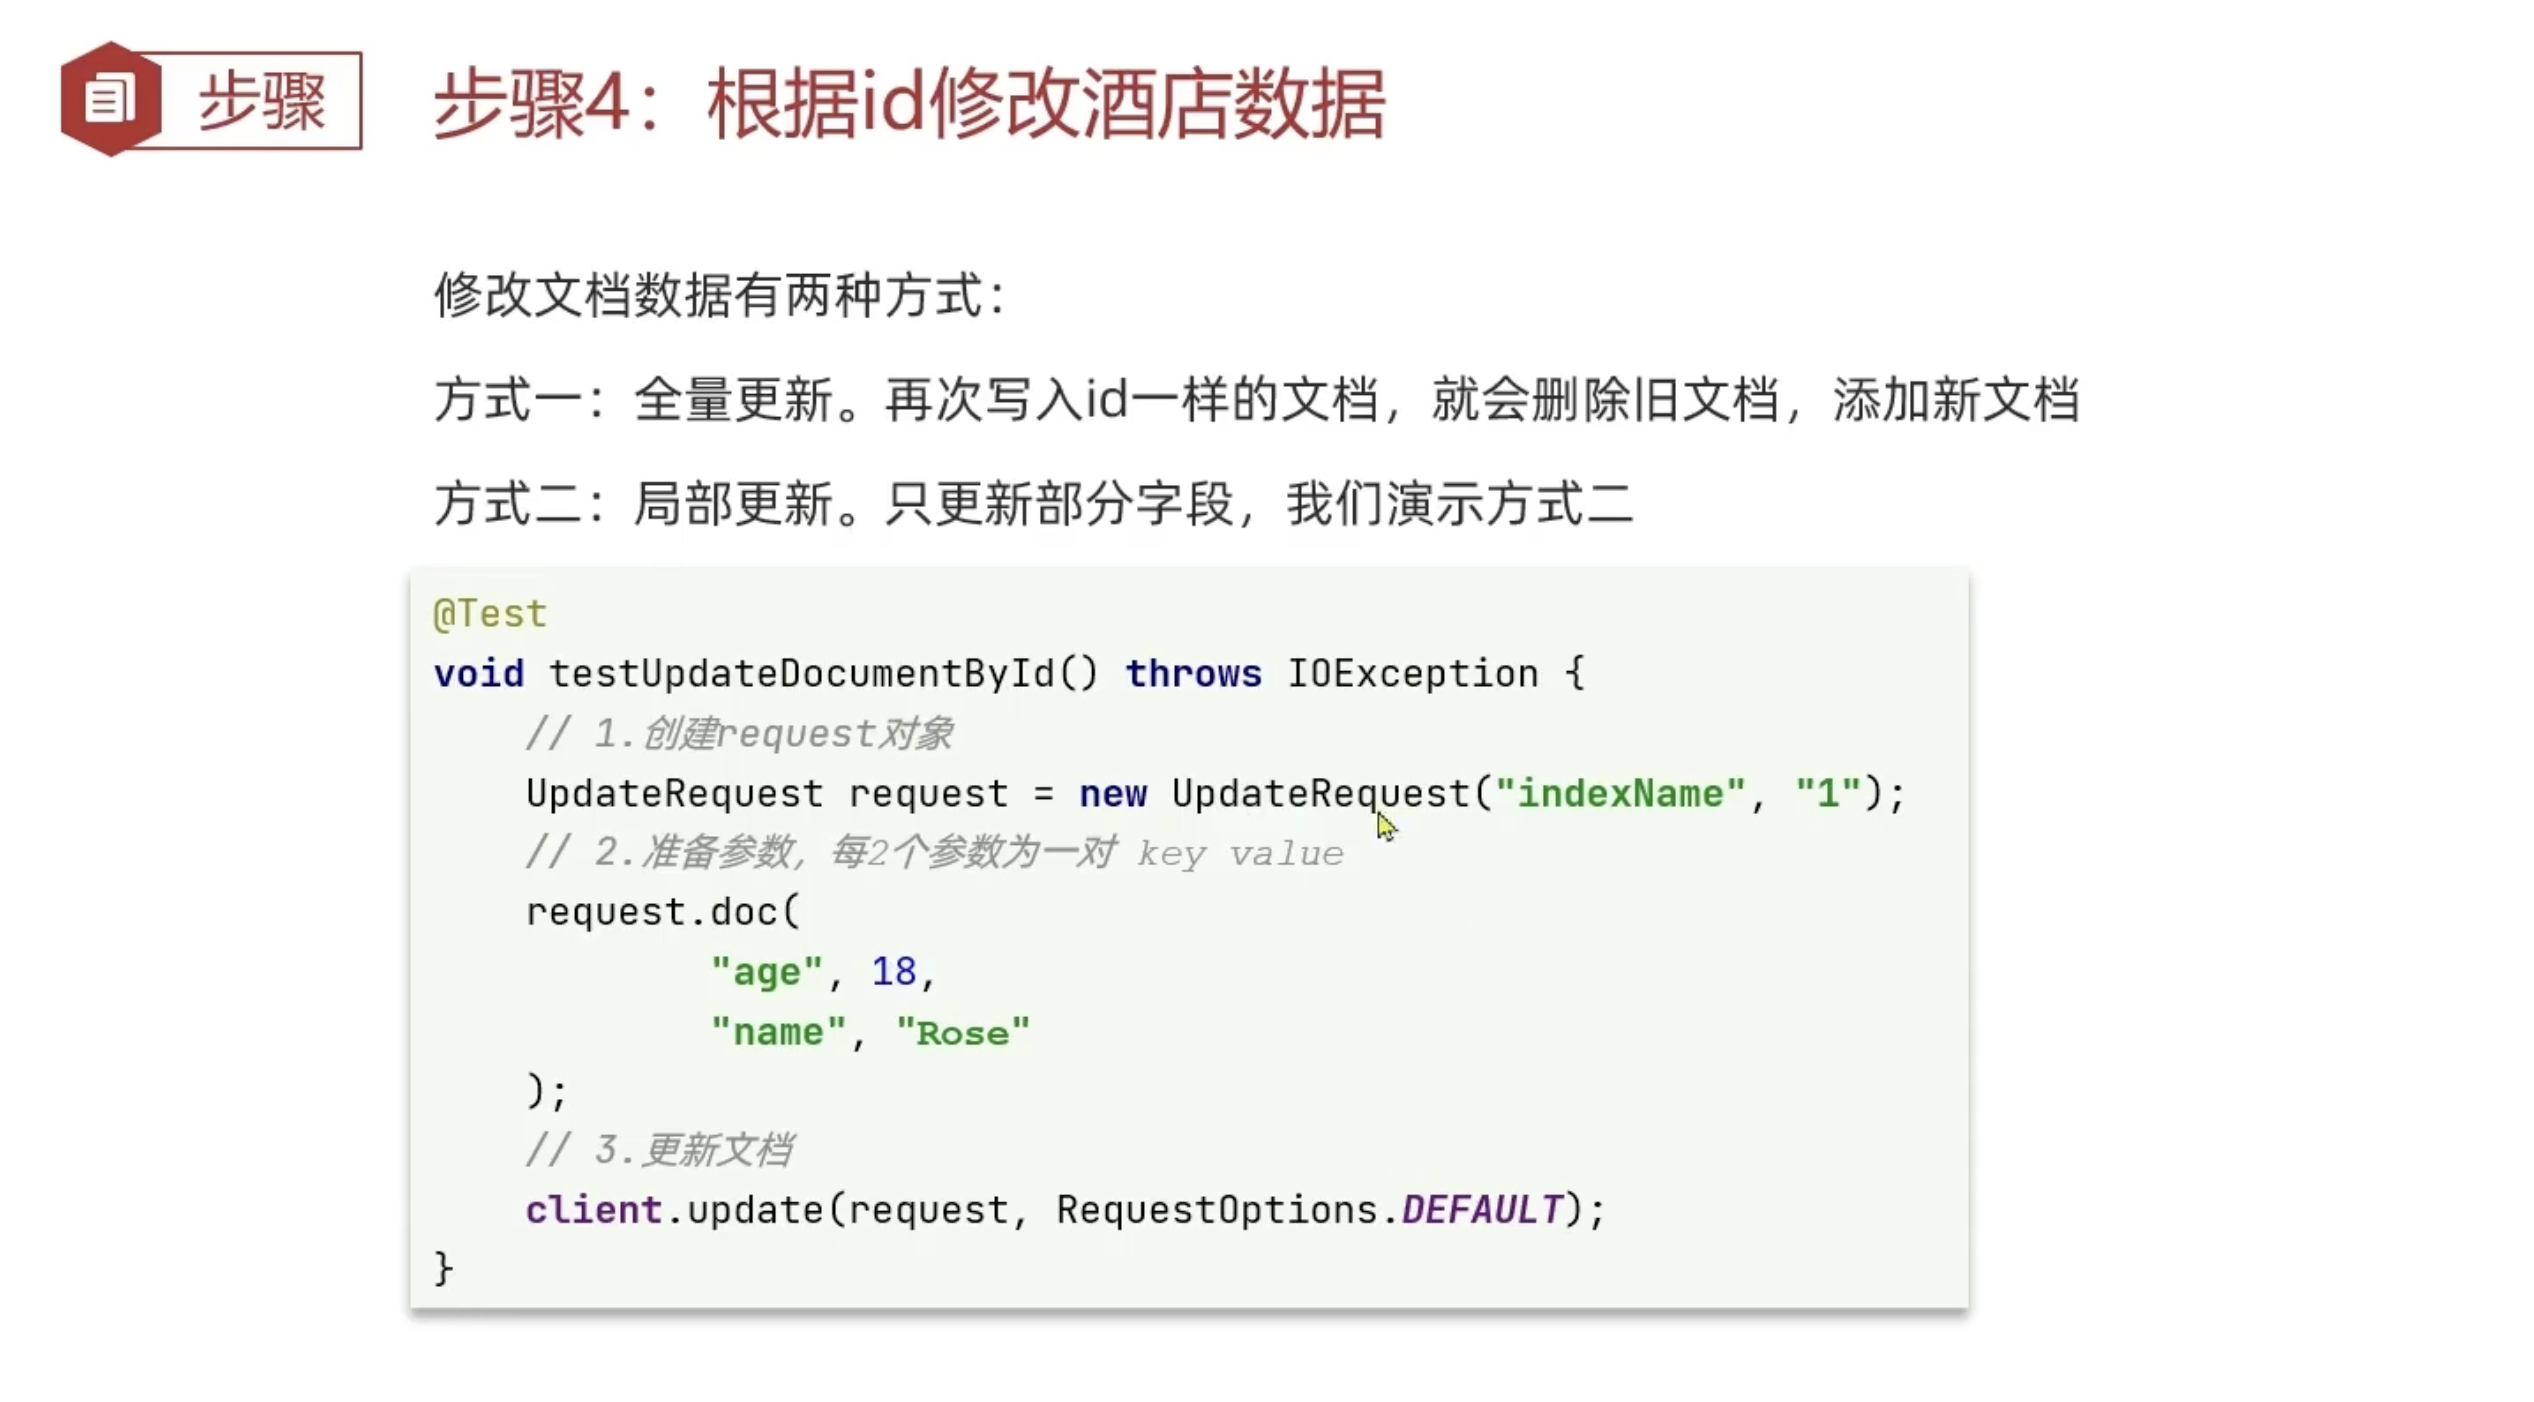 步骤
步骤4：根据id修改酒店数据
修改文档数据有两种方式：
方式一：全量更新。再次写入id一样的文档，就会删除旧文档，添加新文档
方式二：局部更新。只更新部分字段，我们演示方式二
@Test
void testUpdateDocumentById() throws IOException {
    // 1.创建request对象
    UpdateRequest request = new UpdateRequest("indexName", "1");
    // 2.准备参数，每2个参数为一对 key value
    request.doc(
            "age", 18,
            "name", "Rose"
    );
    // 3.更新文档
    client.update(request, RequestOptions.DEFAULT);
}